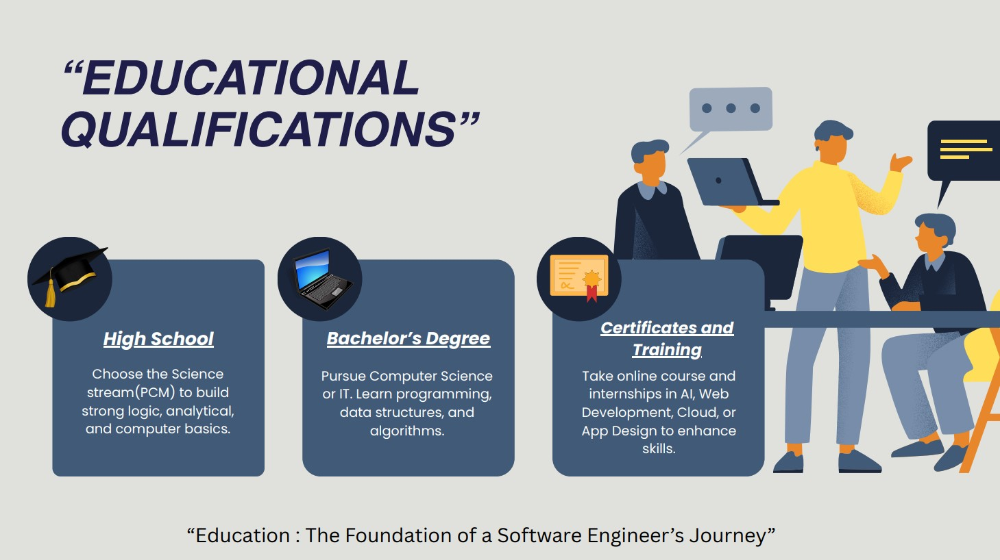 “EDUCATIONAL
QUALIFICATIONS”
High School
Choose the Science
stream(PCM) to build
strong logic, analytical,
and computer basics.
Bachelor’s Degree
Pursue Computer Science
or IT. Learn programming,
data structures, and
algorithms.
Certificates and
Training
Take online course and
internships in AI, Web
Development, Cloud, or
App Design to enhance
skills.
“Education : The Foundation of a Software Engineer’s Journey”